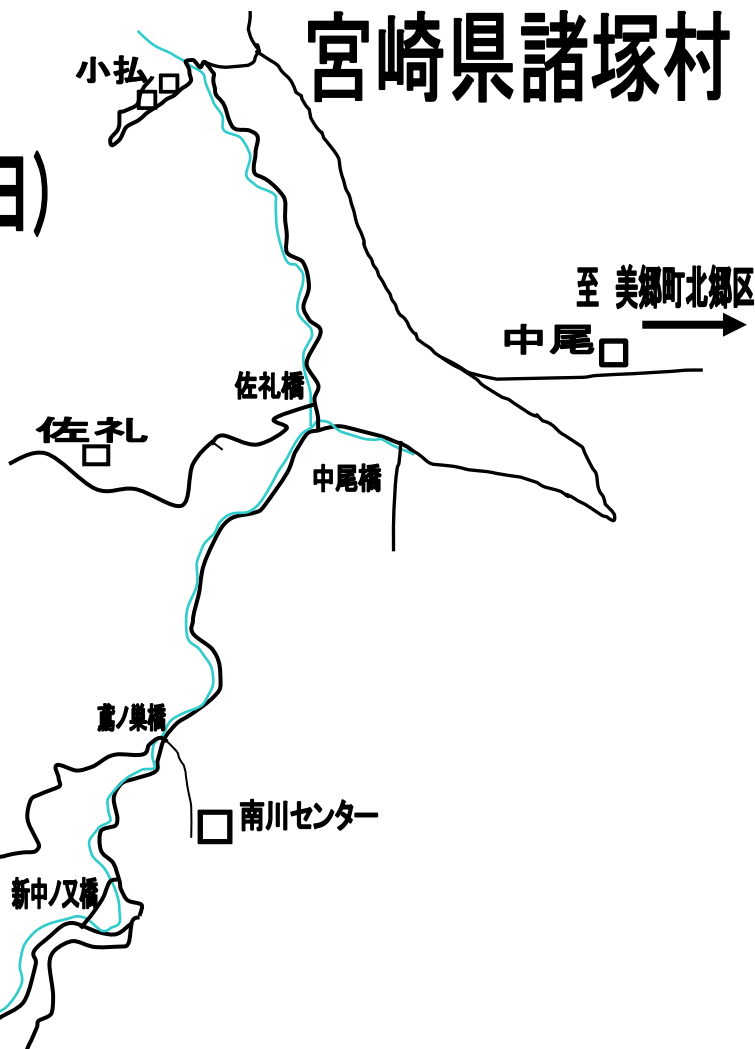 宮崎県諸塚村
小払
日)
至 美郷町北郷区
中尾
佐礼橋
佐礼
中尾橋
鳶ノ巣橋
南川センター
新中ノ又橋